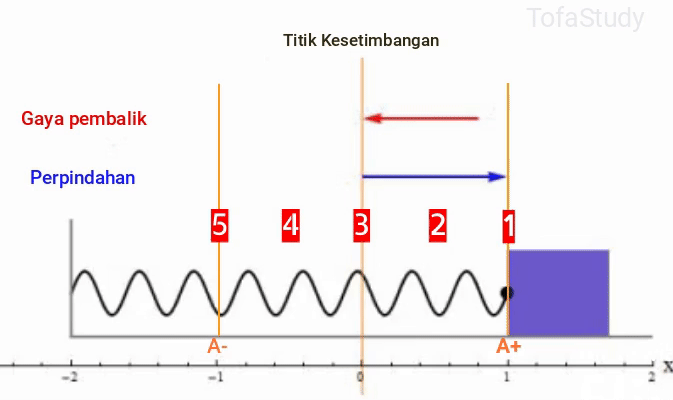 TofaStudy
Titik Kesetimbangan
Gaya pembalik
Perpindahan
5 4 3 2 1
A- A+
-2 -1 0 1 2 X